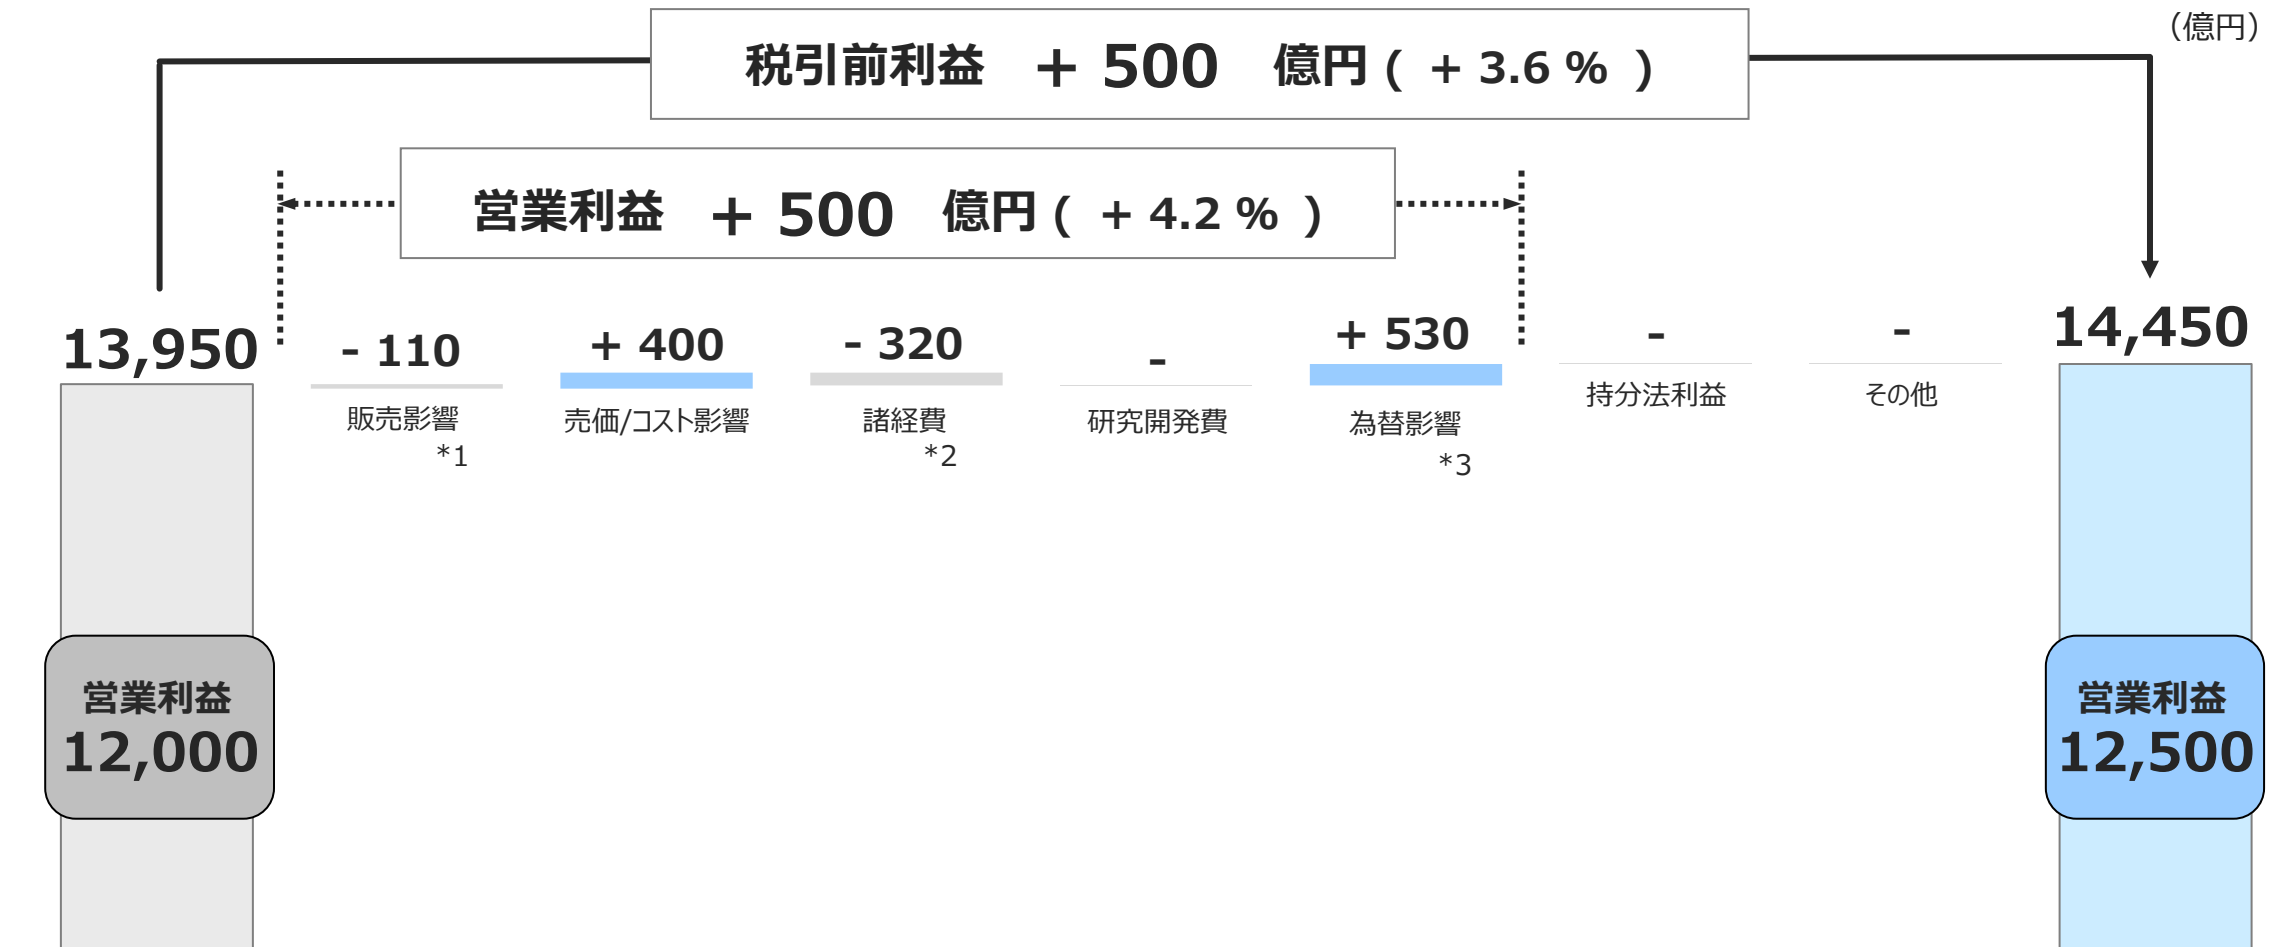 （億円）
税引前利益 + 500 億円 ( + 3.6 % )
営業利益 + 500 億円 ( + 4.2 % )
13,950
- 110
+ 400
- 320
-
+ 530
-
-
14,450
販売影響
*1
売価/コスト影響
諸経費
*2
研究開発費
為替影響
*3
持分法利益
その他
営業利益
12,000
営業利益
12,500